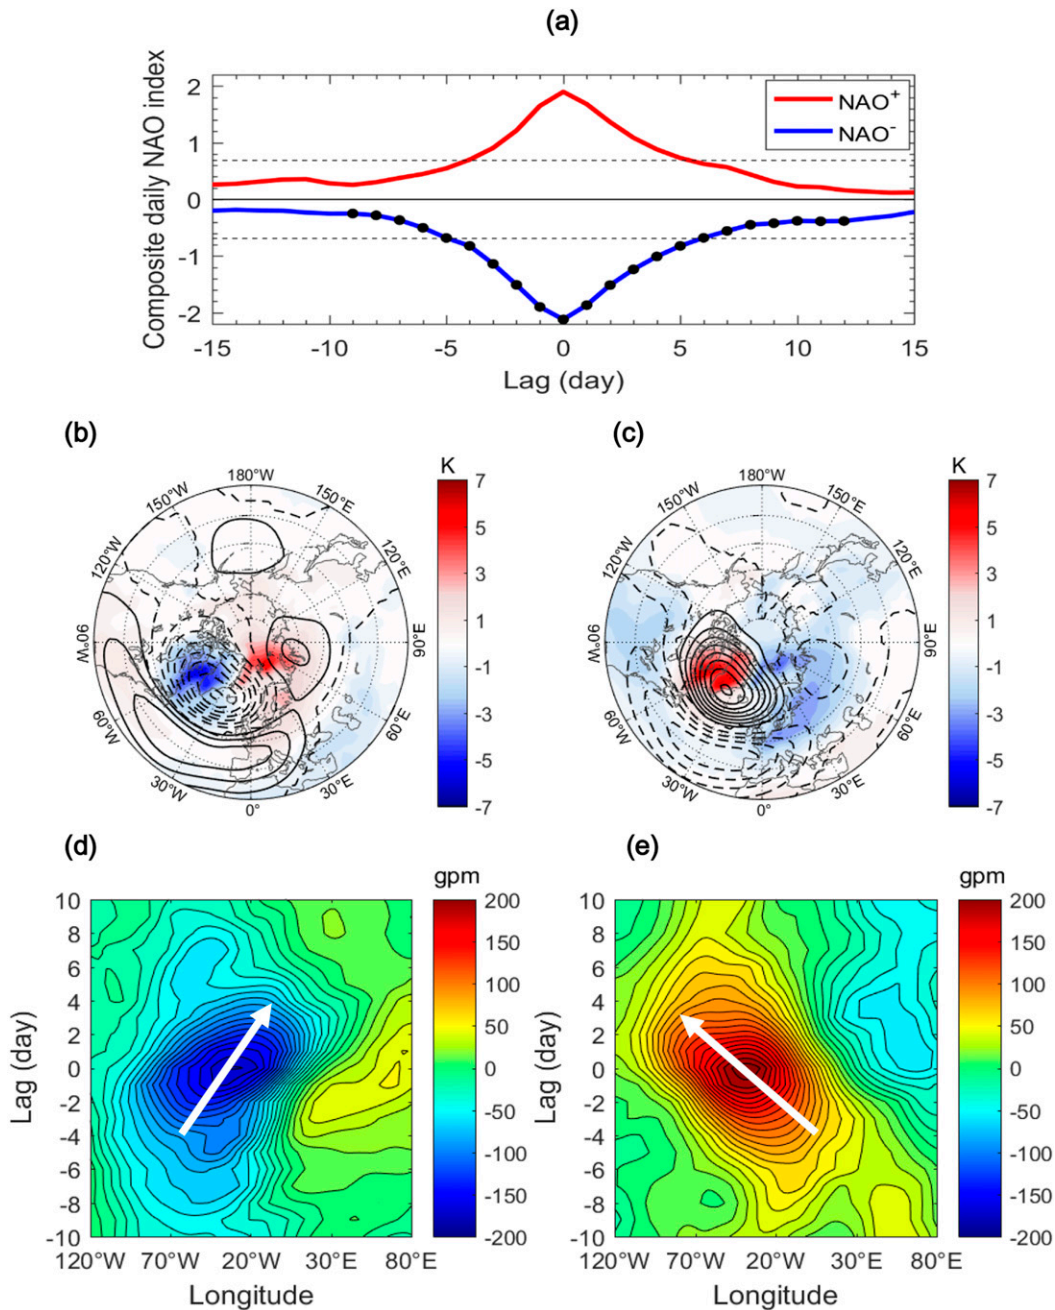 (a)
Composite daily NAO index
2
1
0
-1
-2
NAO+
NAO-
-15 -10 -5 0 5 10 15
Lag (day)
(b)
K
7
5
3
1
-1
-3
-5
-7
180°W
150°W
150°E
120°W
120°E
90°W
90°E
60°W
60°E
30°W
30°E
0°
(c)
K
7
5
3
1
-1
-3
-5
-7
180°W
150°W
150°E
120°W
120°E
90°W
90°E
60°W
60°E
30°W
30°E
0°
(d)
gpm
Lag (day)
10
8
6
4
2
0
-2
-4
-6
-8
-10
120°W 70°W 20°W 30°E 80°E
Longitude
200
150
100
50
0
-50
-100
-150
-200
(e)
gpm
Lag (day)
10
8
6
4
2
0
-2
-4
-6
-8
-10
120°W 70°W 20°W 30°E 80°E
Longitude
200
150
100
50
0
-50
-100
-150
-200